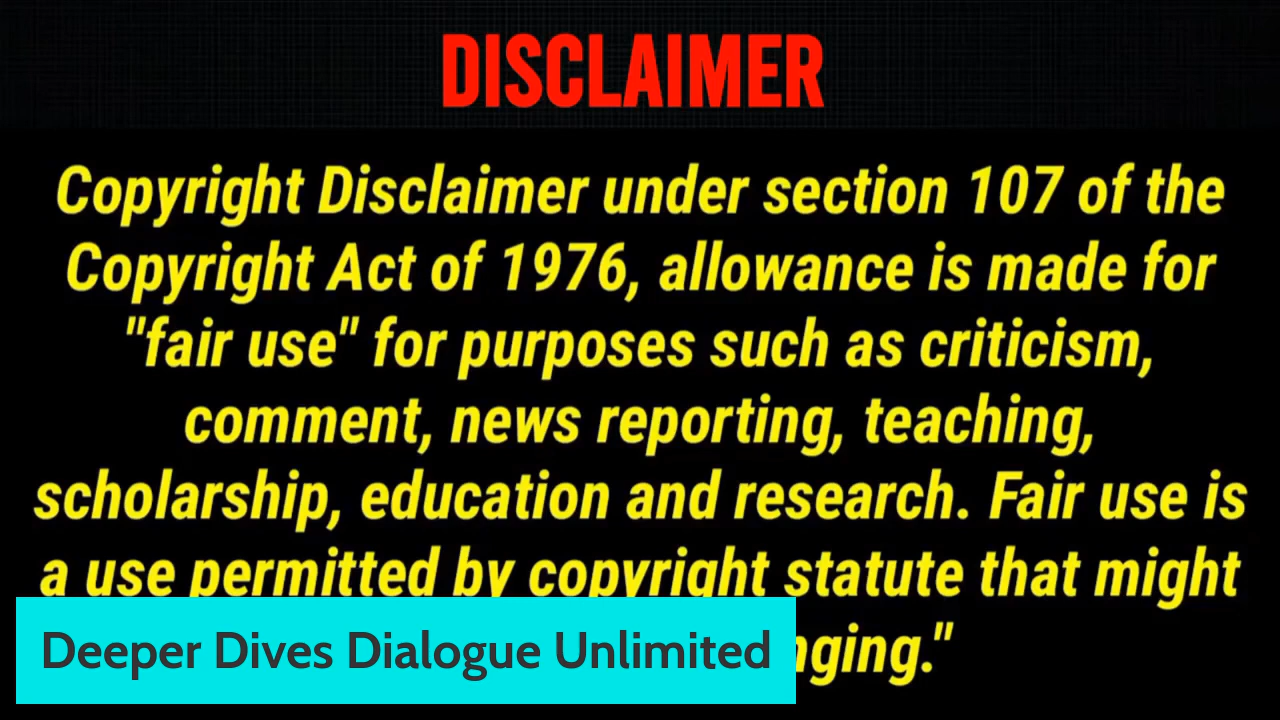 DISCLAIMER
Copyright Disclaimer under section 107 of the
Copyright Act of 1976, allowance is made for
"fair use" for purposes such as criticism,
comment, news reporting, teaching,
scholarship, education and research. Fair use is
a use permitted by copyright statute that might
nging."
Deeper Dives Dialogue Unlimited